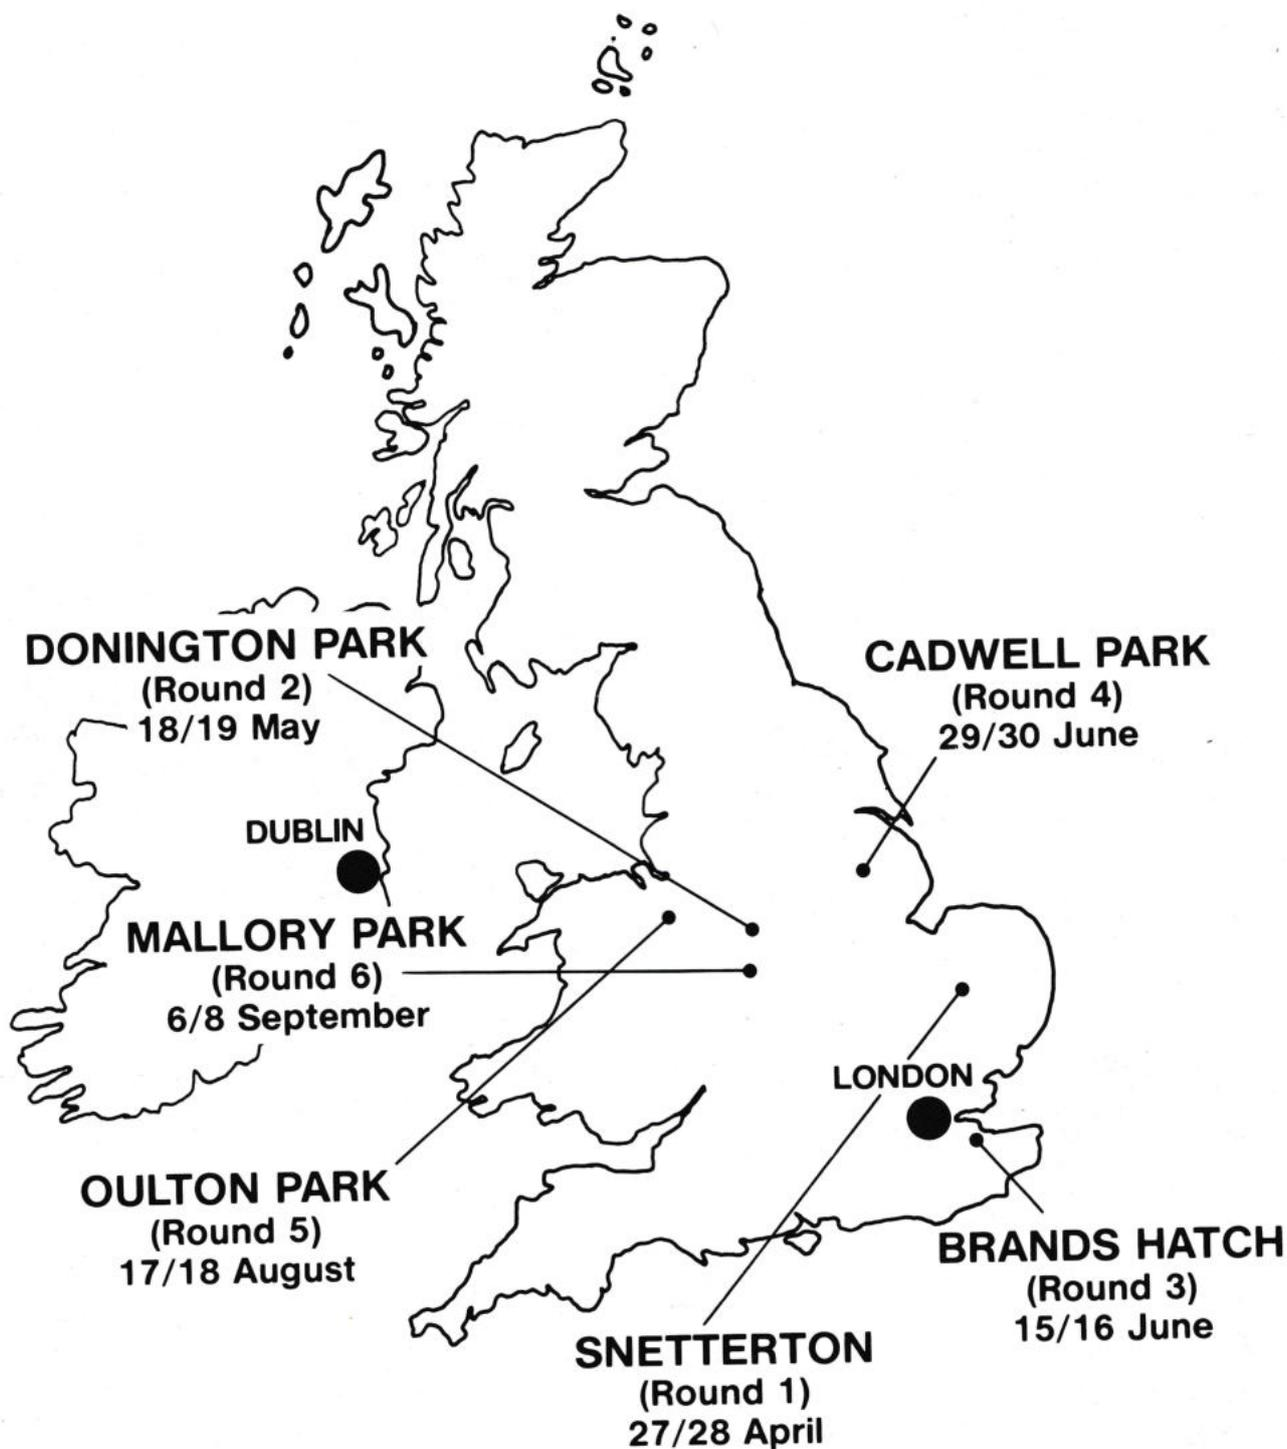 DONINGTON PARK
(Round 2)
18/19 May
CADWELL PARK
(Round 4)
29/30 June
DUBLIN
MALLORY PARK
(Round 6)
6/8 September
LONDON
OULTON PARK
(Round 5)
17/18 August
BRANDS HATCH
(Round 3)
15/16 June
SNETTERTON
(Round 1)
27/28 April